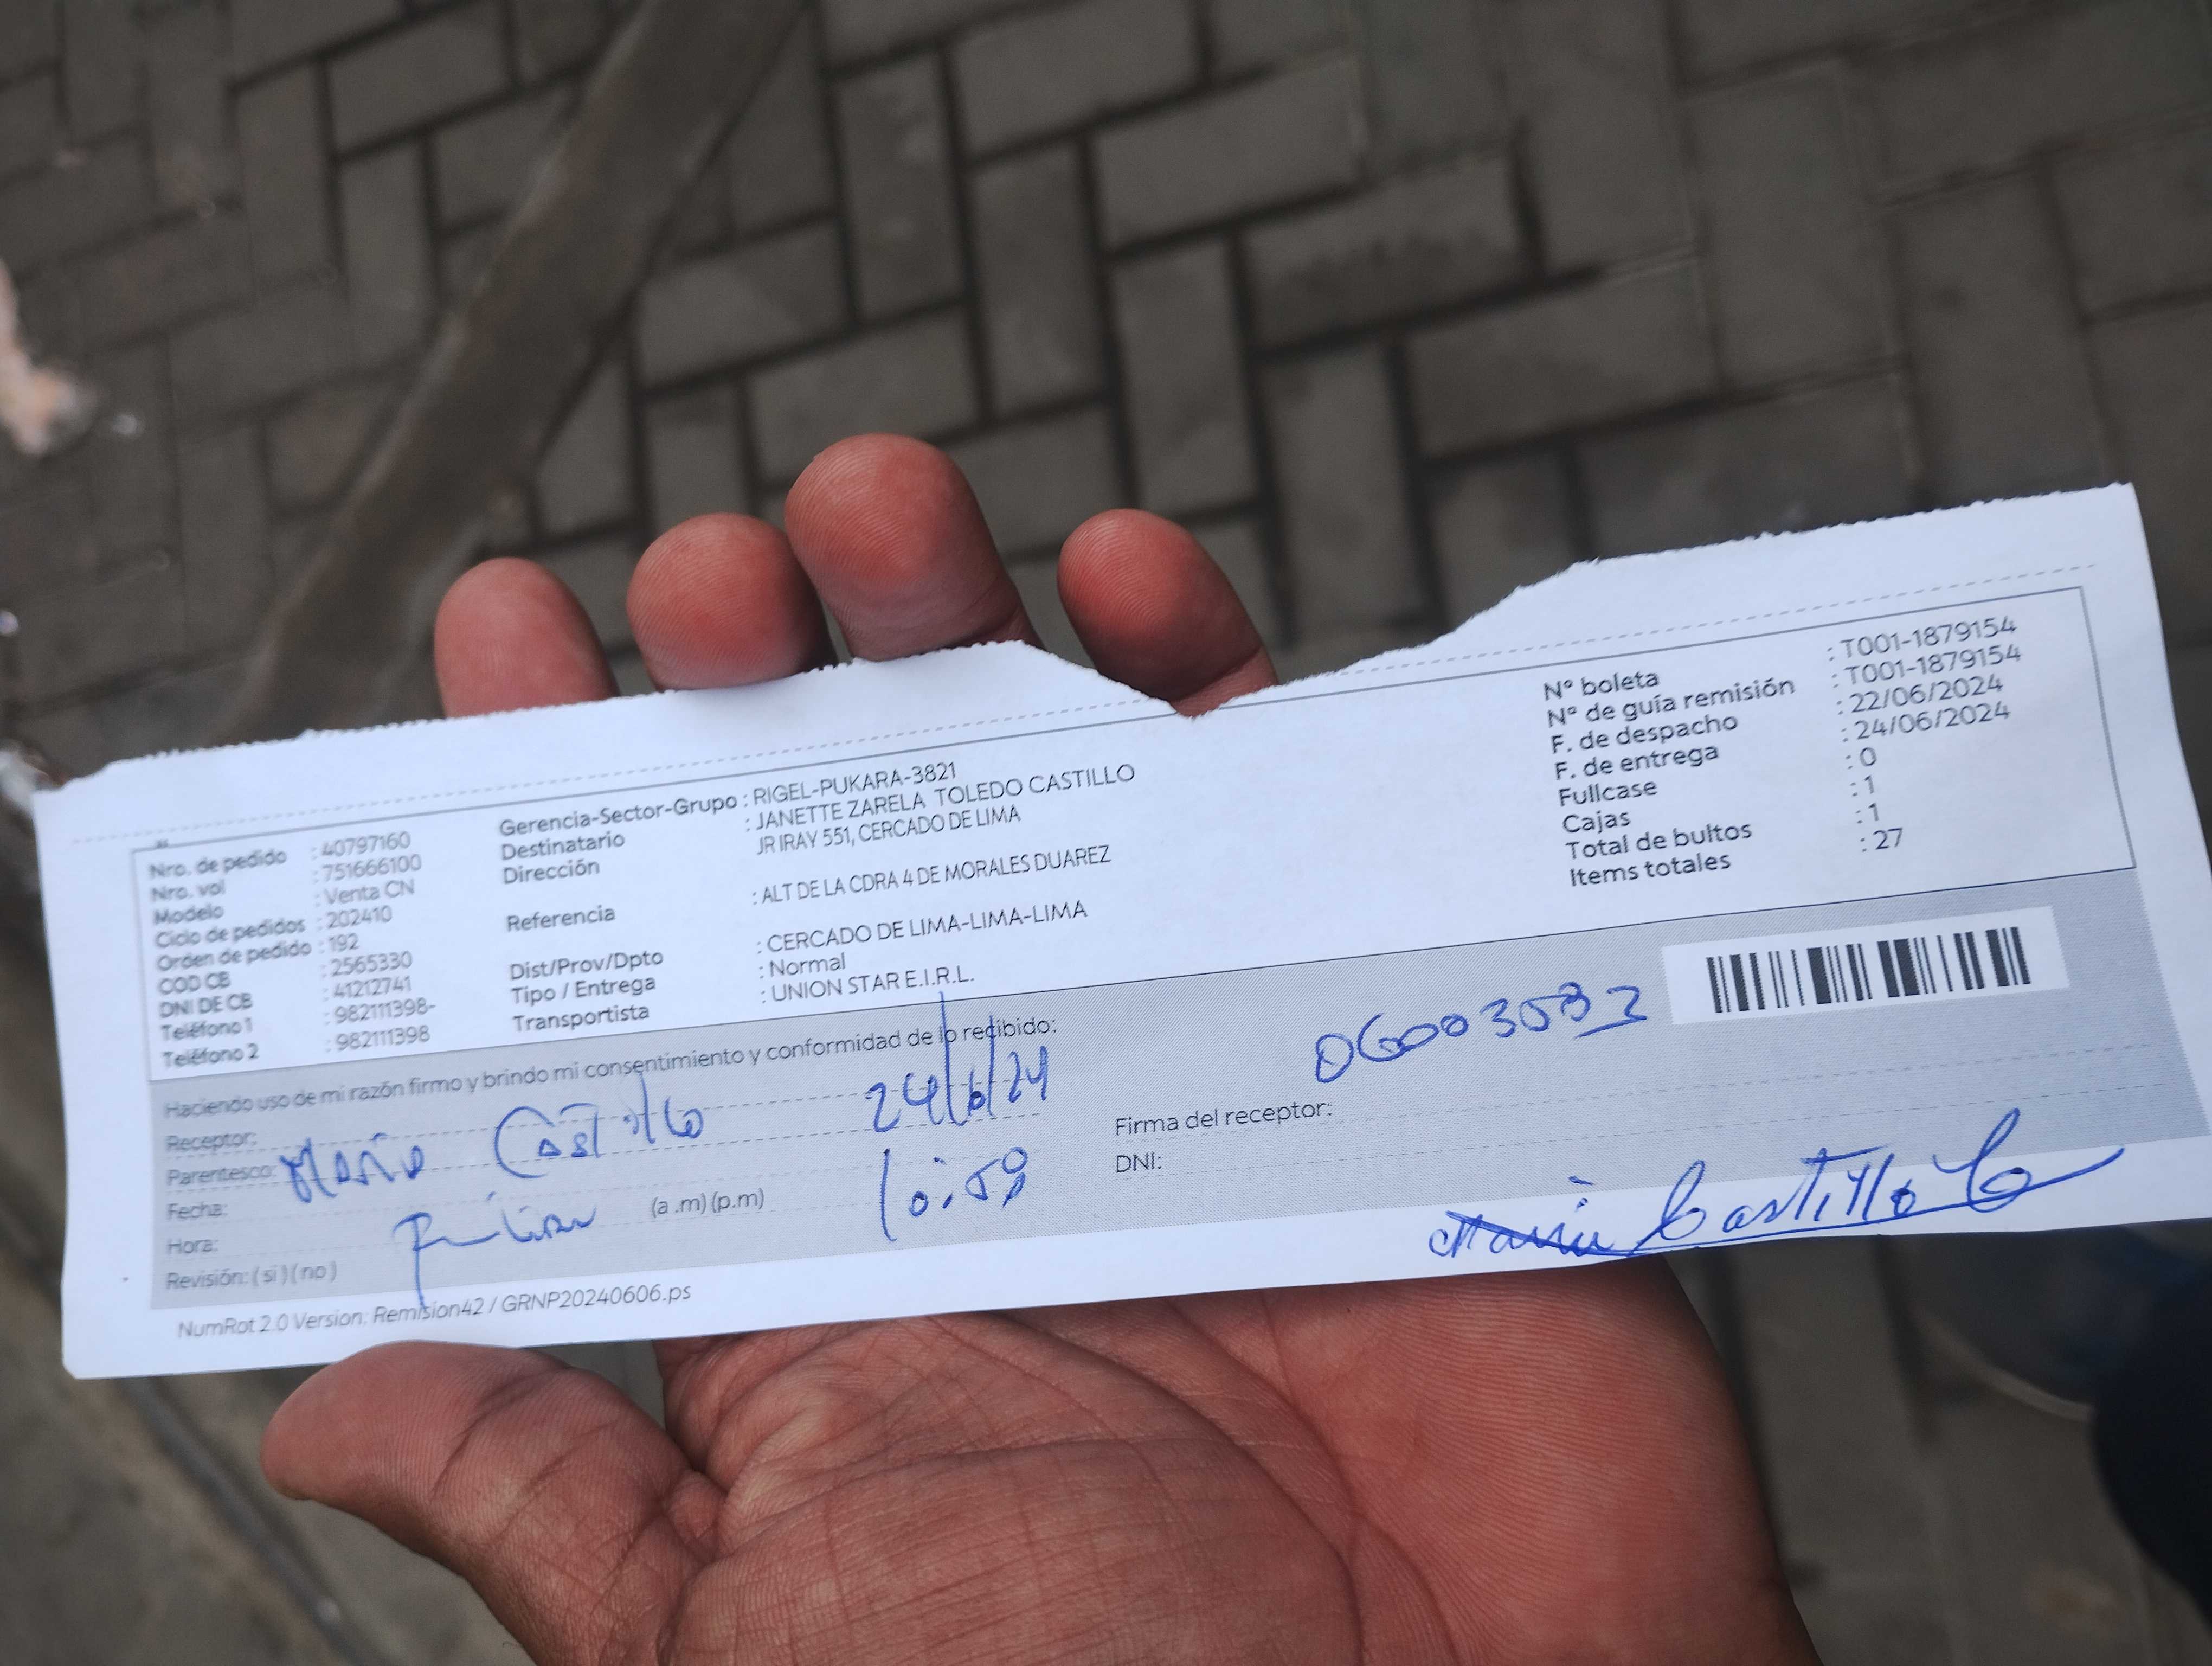 Nro. de pedido : 40797160
Nro. vol : 751666100
Modelo : Venta CN
Ciclo de pedidos : 202410
Orden de pedido : 192
COD CB : 2565330
DNI DE CB : 41212741
Teléfono 1 : 982111398-
Teléfono 2 : 982111398
Gerencia-Sector-Grupo : RIGEL-PUKARA-3821
Destinatario : JANETTE ZARELA TOLEDO CASTILLO
Dirección JR IRAY 551, CERCADO DE LIMA
Referencia : ALT DE LA CDRA 4 DE MORALES DUAREZ
Dist/Prov/Dpto : CERCADO DE LIMA-LIMA-LIMA
Tipo / Entrega : Normal
Transportista : UNION STAR E.I.R.L.
N° boleta : T001-1879154
N° de guía remisión : T001-1879154
F. de despacho : 22/06/2024
F. de entrega : 24/06/2024
Fullcase : 0
Cajas : 1
Total de bultos : 1
Items totales : 27
Haciendo uso de mi razón firmo y brindo mi consentimiento y conformidad de lo recibido:
Receptor:
Parentesco: María Castillo 24/6/24
Fecha:
(a .m) (p.m)
Hora:
Revisión: ( si ) ( no )
Firma del receptor:
DNI:
María Castillo
NumRot 2.0 Version: Remision42 / GRNP20240606.ps